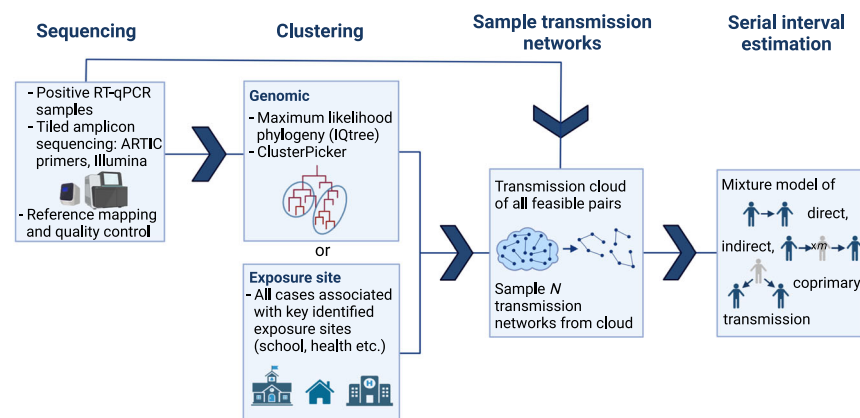 Sequencing
Clustering
Sample transmission
networks
Serial interval
estimation
- Positive RT-qPCR
samples
- Tiled amplicon
sequencing: ARTIC
primers, Illumina
- Reference mapping
and quality control
Genomic
- Maximum likelihood
phylogeny (IQtree)
- ClusterPicker
or
Exposure site
- All cases associated
with key identified
exposure sites
(school, health etc.)
H
Transmission cloud
of all feasible pairs
Sample N
transmission
networks from cloud
Mixture model of
direct,
indirect,
xm
coprimary
transmission